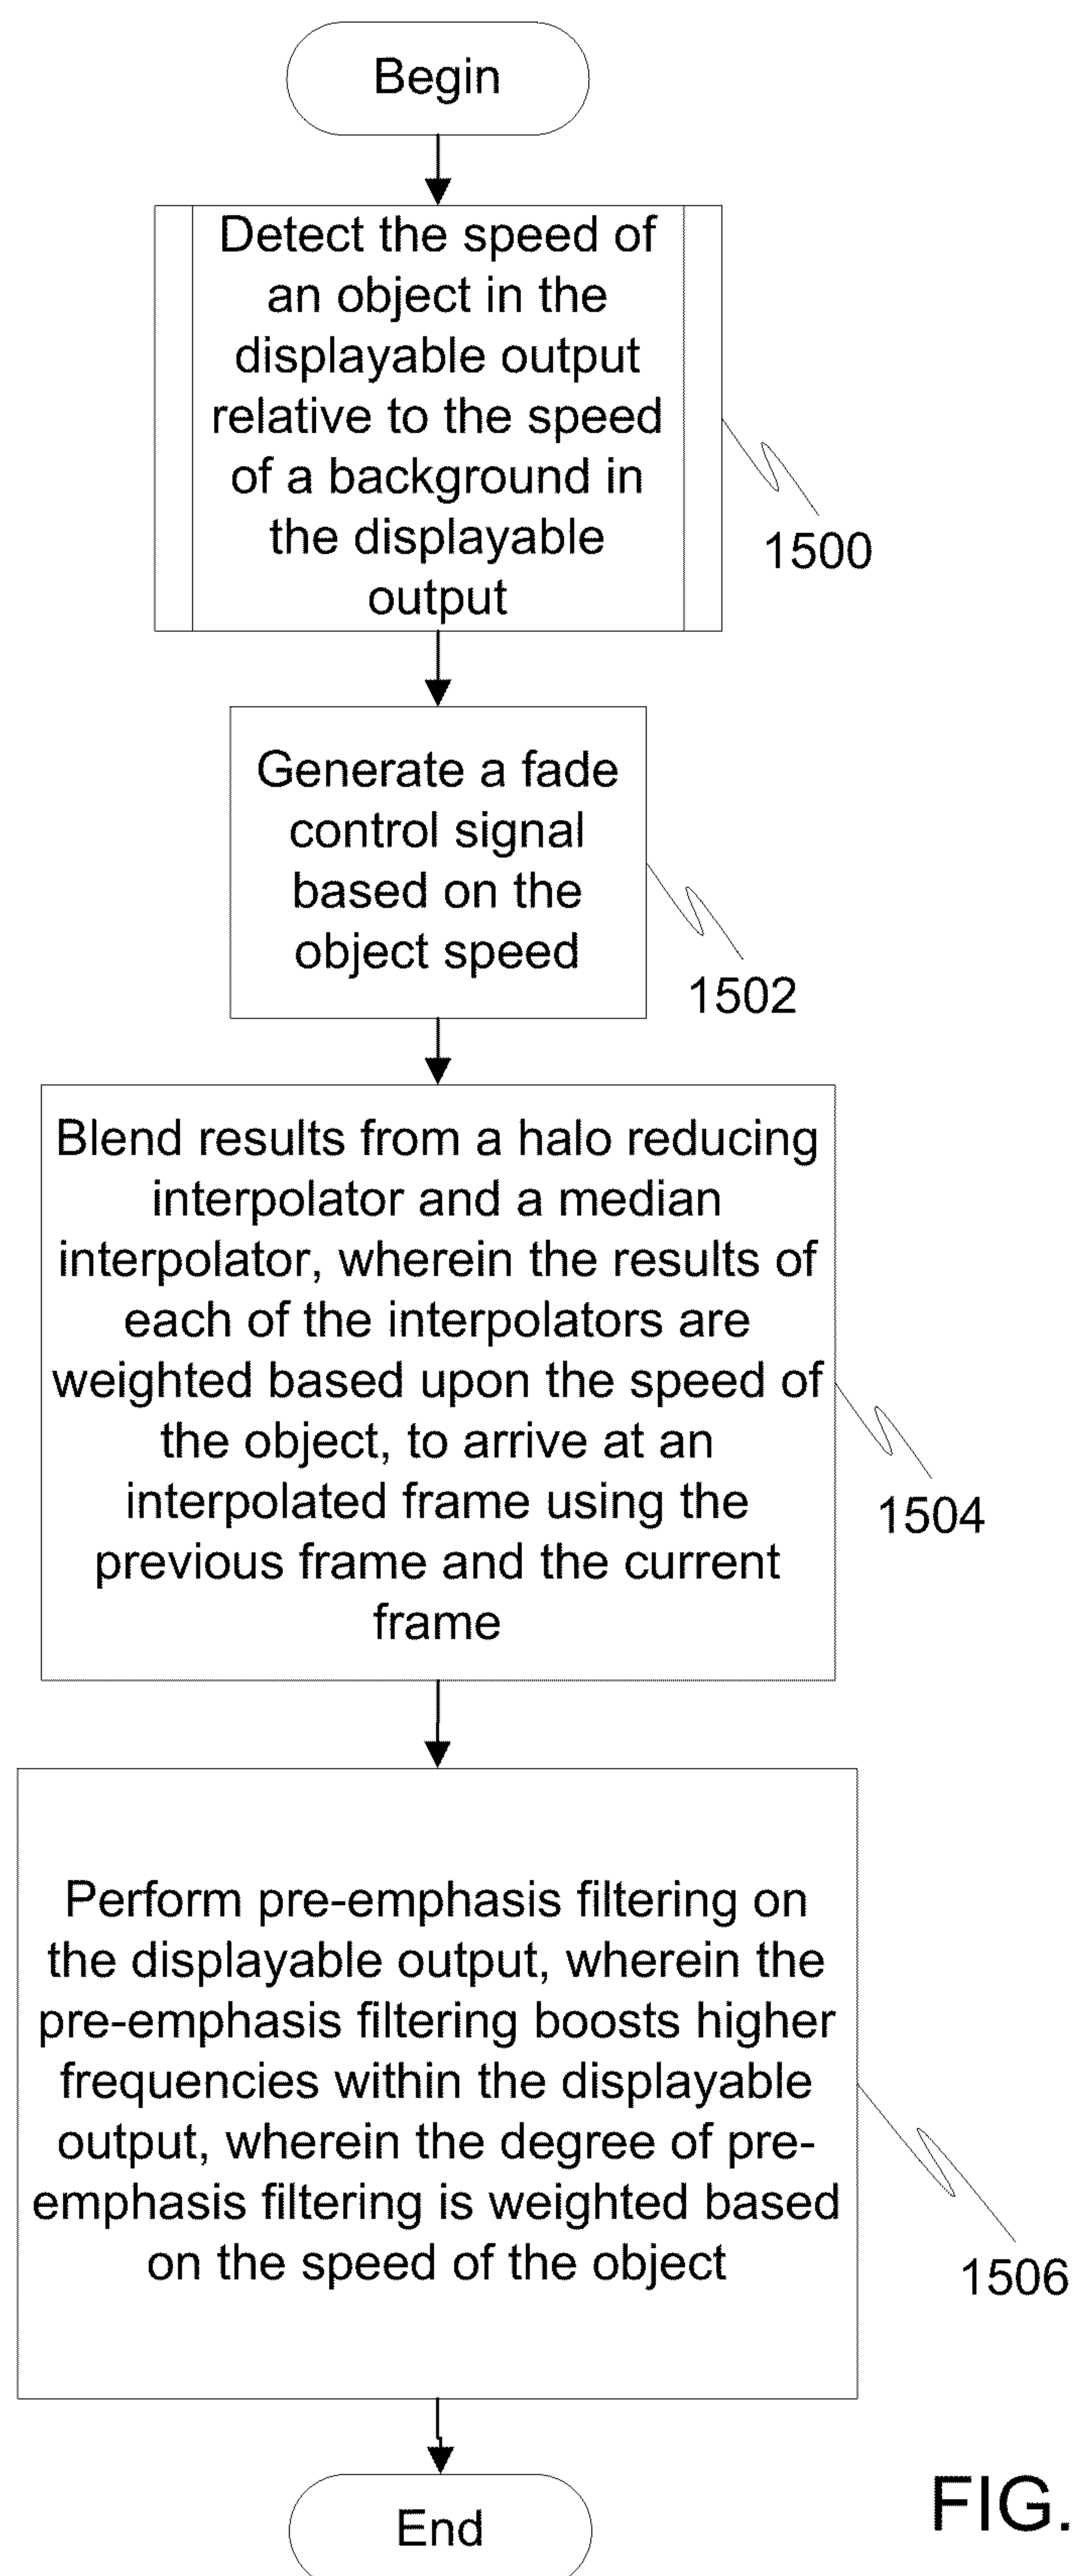 Begin
Detect the speed of
an object in the
displayable output
relative to the speed
of a background in
the displayable
output
1500
Generate a fade
control signal
based on the
object speed
1502
Blend results from a halo reducing
interpolator and a median
interpolator, wherein the results of
each of the interpolators are
weighted based upon the speed of
the object, to arrive at an
interpolated frame using the
previous frame and the current
frame
1504
Perform pre-emphasis filtering on
the displayable output, wherein the
pre-emphasis filtering boosts higher
frequencies within the displayable
output, wherein the degree of pre-
emphasis filtering is weighted based
on the speed of the object
1506
End
FIG.